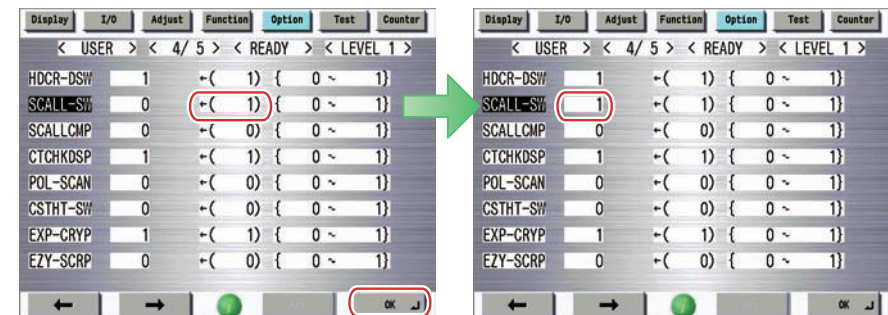 Display I/O Adjust Function Option Test Counter
< USER > < 4/ 5 > < READY > < LEVEL 1 >
HDCR-DSW 1 ←( 1) { 0 ~ 1}
SCALL-SW 0 ←( 1) { 0 ~ 1}
SCALLCMP 0 ←( 0) { 0 ~ 1}
CTCHKDSP 1 ←( 1) { 0 ~ 1}
POL-SCAN 0 ←( 0) { 0 ~ 1}
CSTHT-SW 0 ←( 0) { 0 ~ 1}
EXP-CRYP 1 ←( 1) { 0 ~ 1}
EZY-SCRP 0 ←( 0) { 0 ~ 1}
← → +/- OK ↵
Display I/O Adjust Function Option Test Counter
< USER > < 4/ 5 > < READY > < LEVEL 1 >
HDCR-DSW 1 ←( 1) { 0 ~ 1}
SCALL-SW 1 ←( 1) { 0 ~ 1}
SCALLCMP 0 ←( 0) { 0 ~ 1}
CTCHKDSP 1 ←( 1) { 0 ~ 1}
POL-SCAN 0 ←( 0) { 0 ~ 1}
CSTHT-SW 0 ←( 0) { 0 ~ 1}
EXP-CRYP 1 ←( 1) { 0 ~ 1}
EZY-SCRP 0 ←( 0) { 0 ~ 1}
← → +/- OK ↵